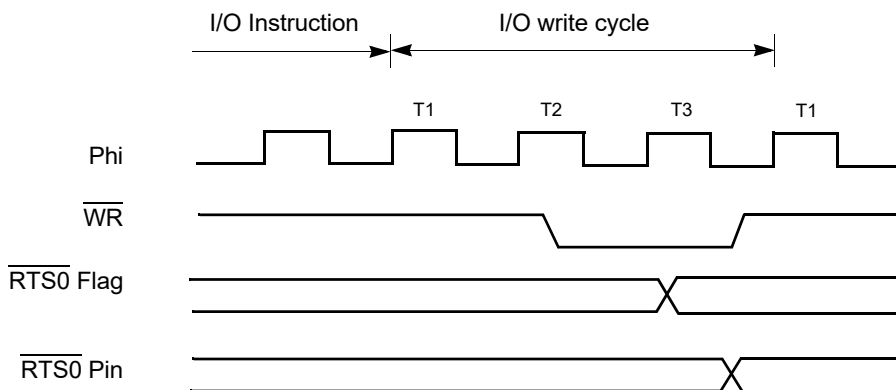 I/O Instruction I/O write cycle
T1 T2 T3 T1
Phi
WR
RTS0 Flag
RTS0 Pin